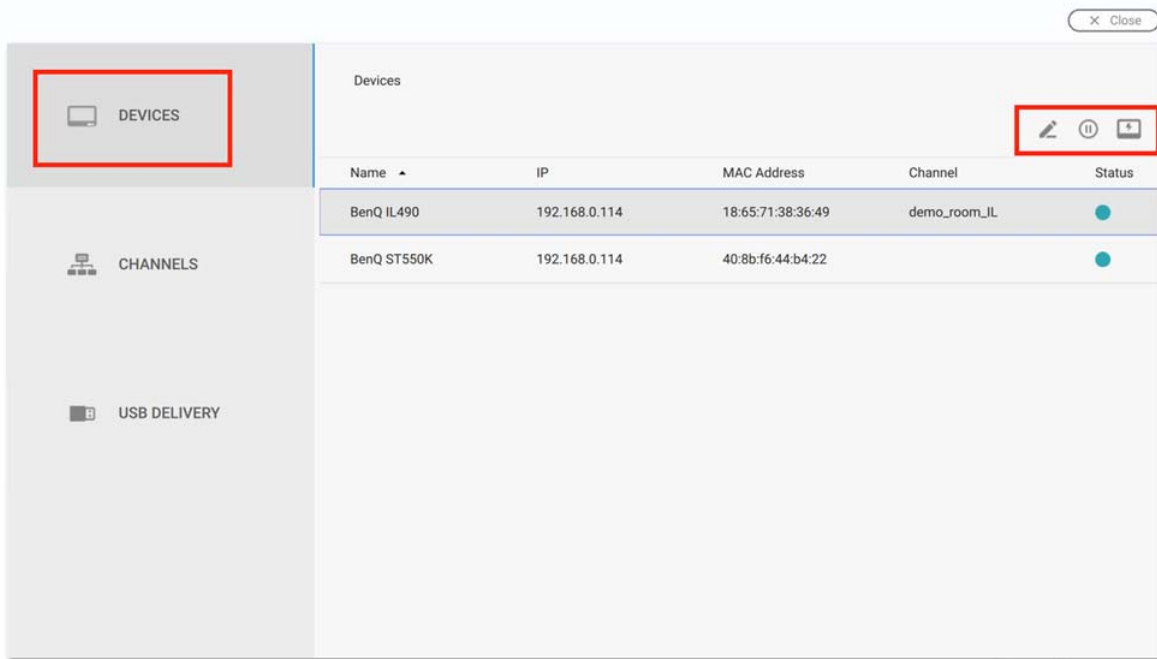 Close
DEVICES
Devices
Name IP MAC Address Channel Status
BenQ IL490 192.168.0.114 18:65:71:38:36:49 demo_room_IL
BenQ ST550K 192.168.0.114 40:8b:f6:44:b4:22
CHANNELS
USB DELIVERY